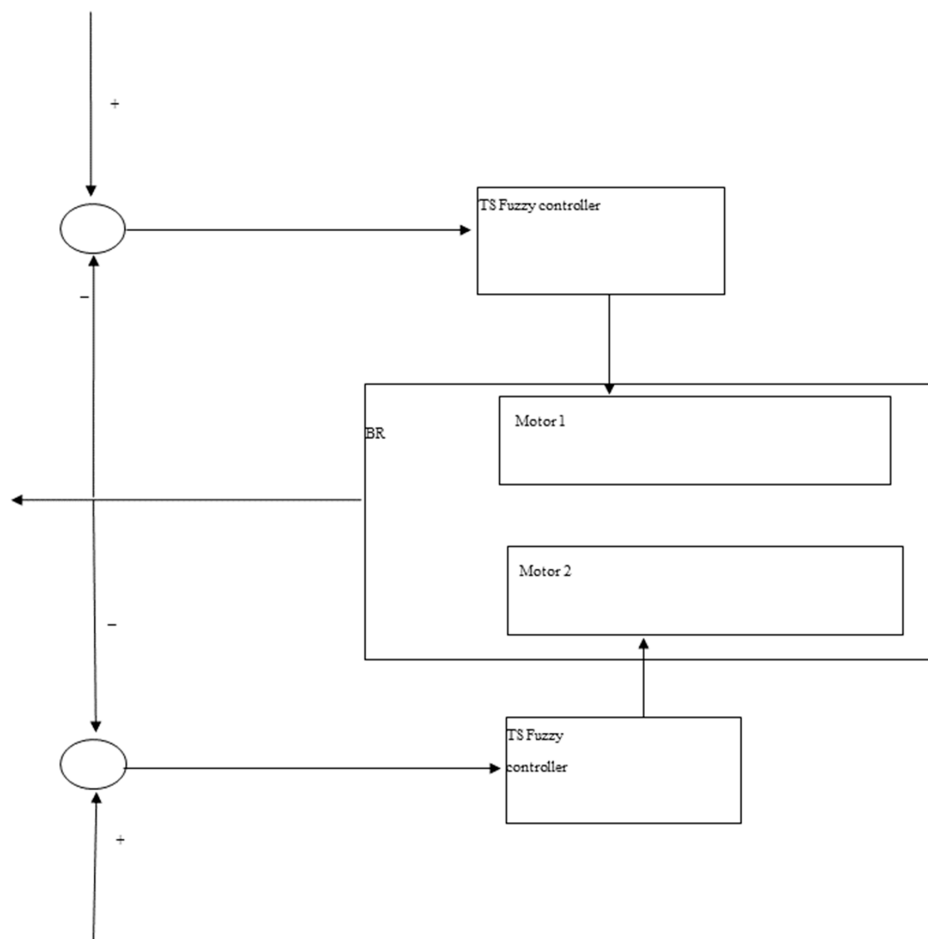 +
TS Fuzzy controller
−
Motor 1
BR
Motor 2
−
TS Fuzzy
controller
+